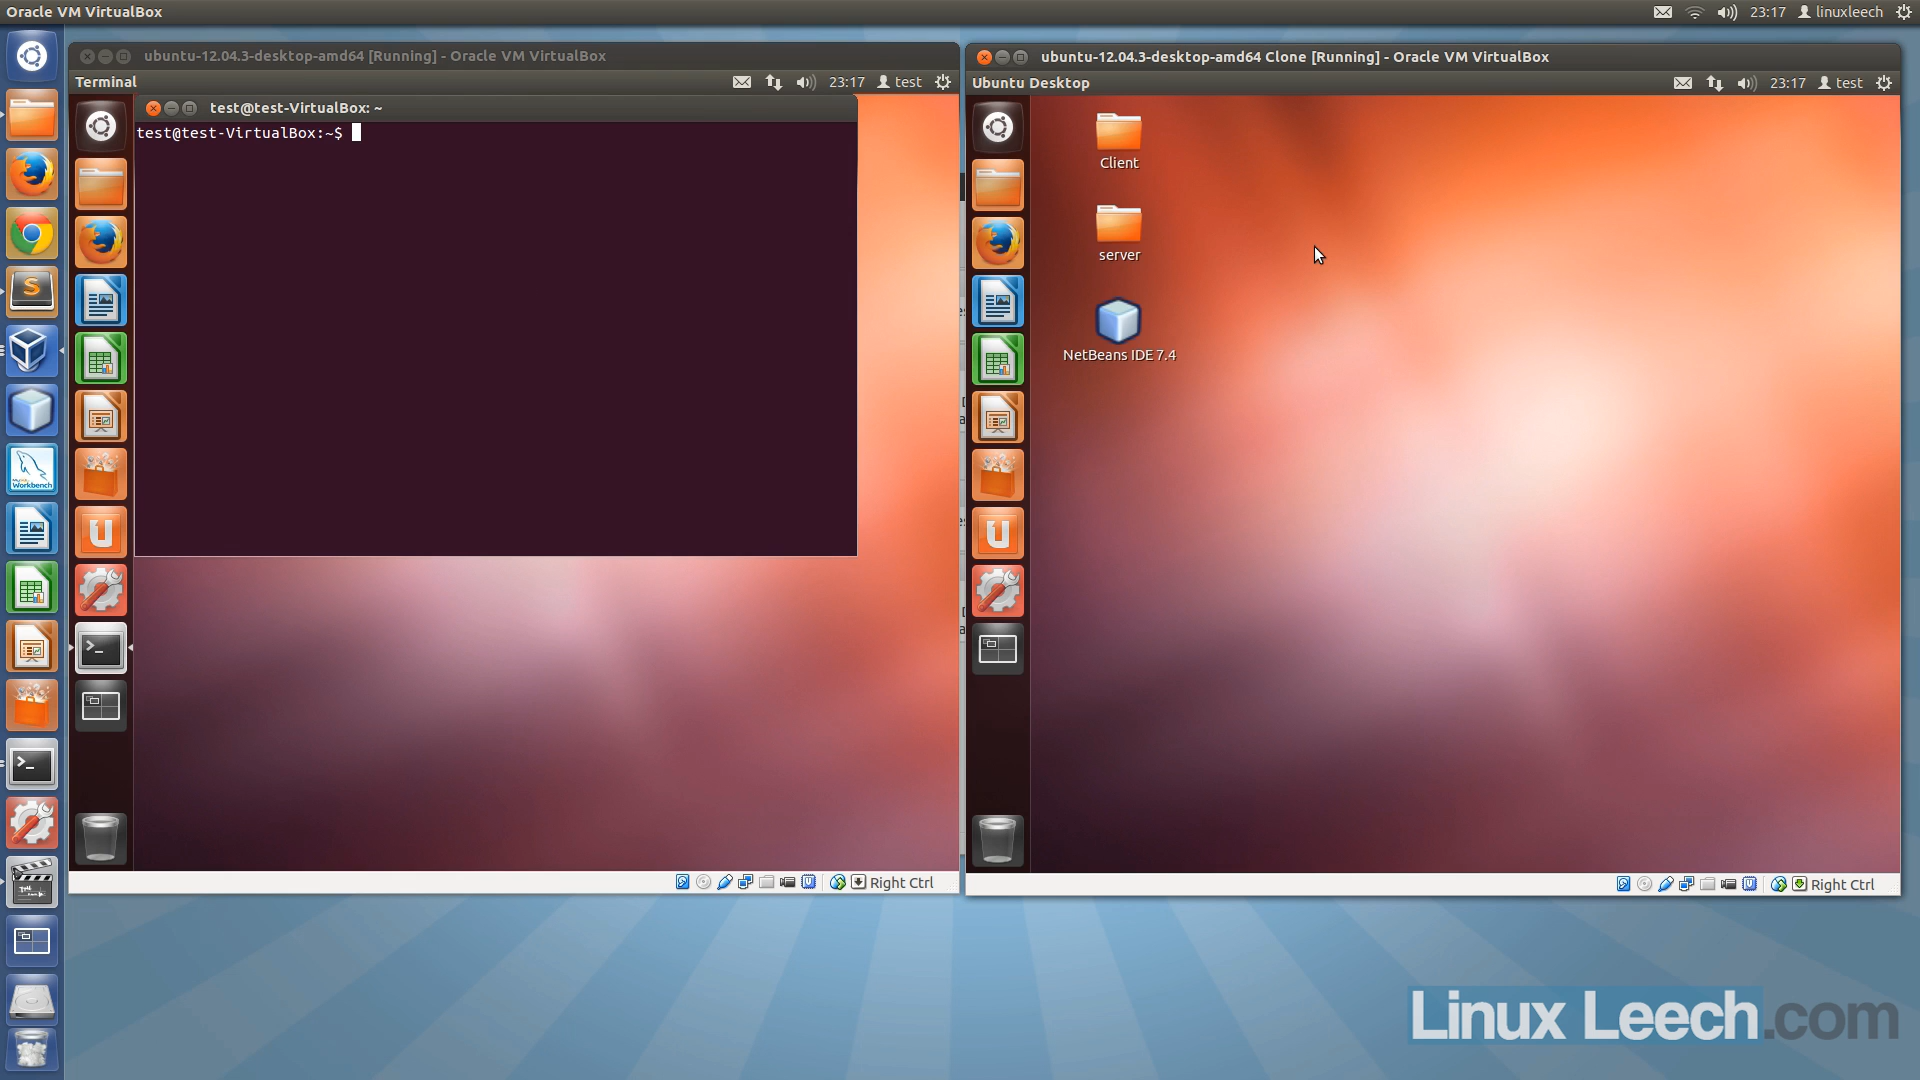 Oracle VM VirtualBox
23:17
linuxleech
ubuntu-12.04.3-desktop-amd64 [Running] - Oracle VM VirtualBox
Terminal
23:17
test
test@test-VirtualBox: ~
test@test-VirtualBox:~$
Right Ctrl
ubuntu-12.04.3-desktop-amd64 Clone [Running] - Oracle VM VirtualBox
Ubuntu Desktop
23:17
test
Client
server
NetBeans IDE 7.4
Right Ctrl
Workbench
Linux Leech.com